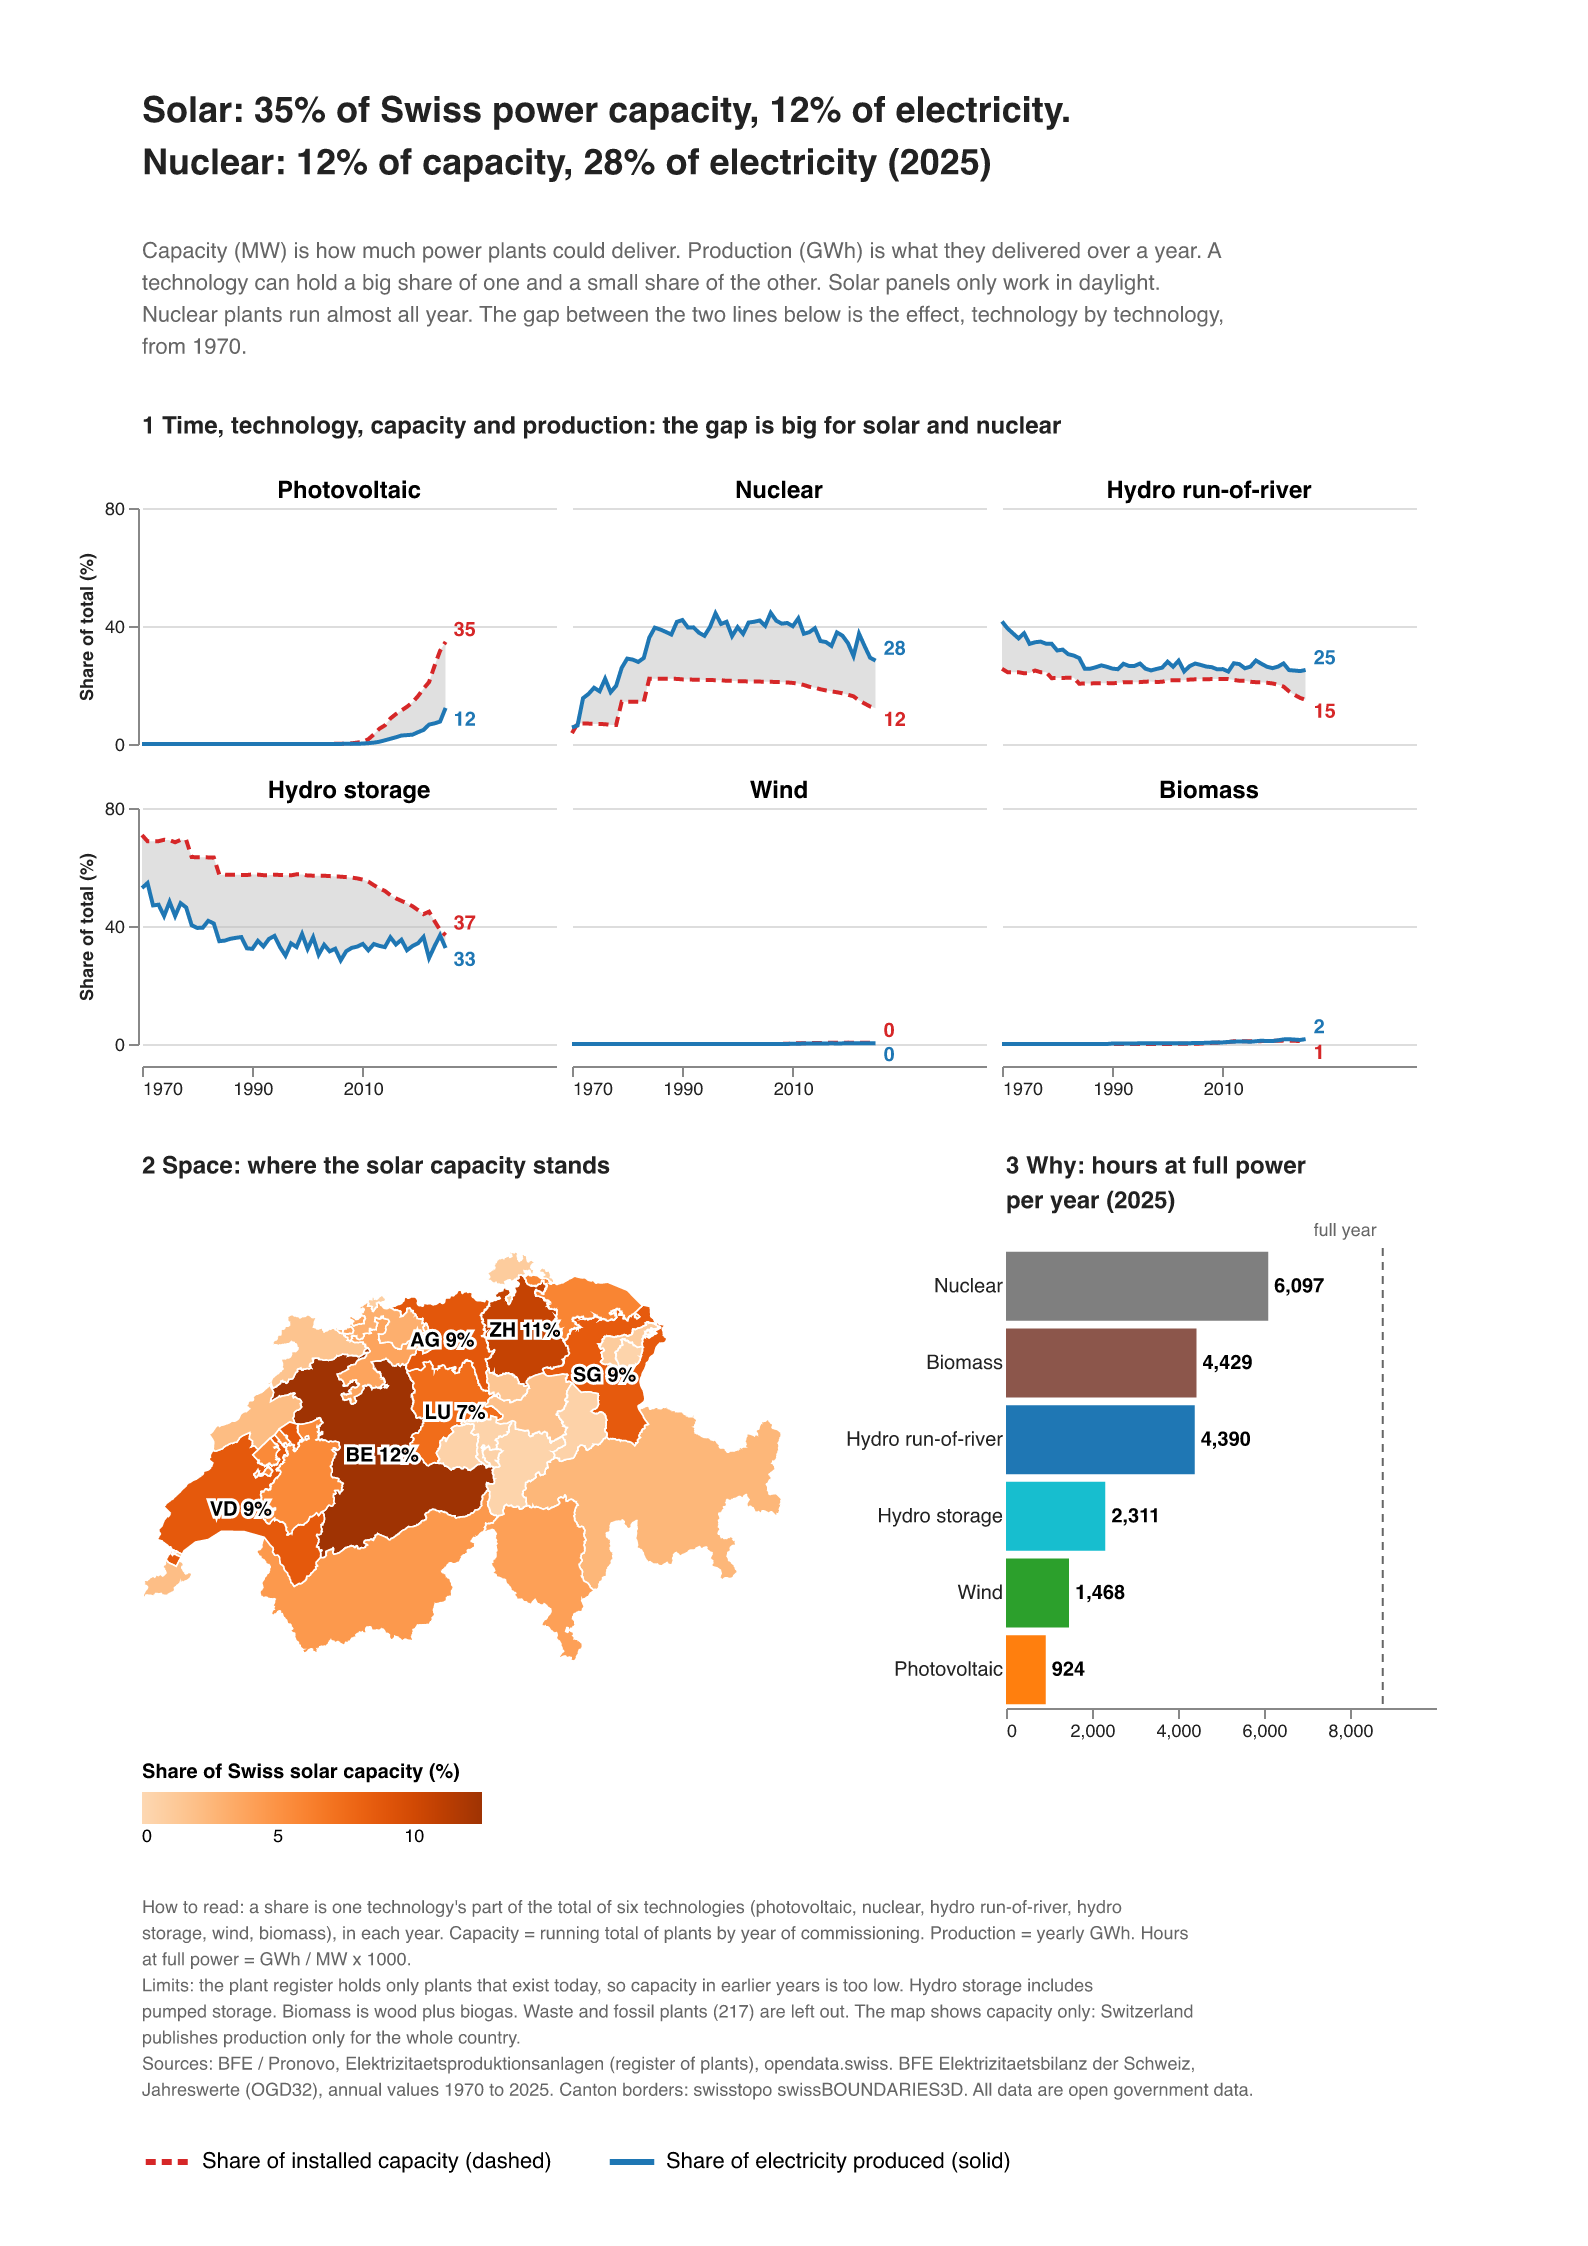 Solar: 35% of Swiss power capacity, 12% of electricity.
Nuclear: 12% of capacity, 28% of electricity (2025)
Capacity (MW) is how much power plants could deliver. Production (GWh) is what they delivered over a year. A
technology can hold a big share of one and a small share of the other. Solar panels only work in daylight.
Nuclear plants run almost all year. The gap between the two lines below is the effect, technology by technology,
from 1970.
1 Time, technology, capacity and production: the gap is big for solar and nuclear
Photovoltaic
Nuclear
Hydro run-of-river
Share of total (%)
80
40
0
35
12
28
12
25
15
Hydro storage
Wind
Biomass
Share of total (%)
80
40
0
37
33
0
0
2
1
1970 1990 2010
1970 1990 2010
1970 1990 2010
2 Space: where the solar capacity stands
AG 9%
ZH 11%
SG 9%
LU 7%
BE 12%
VD 9%
Share of Swiss solar capacity (%)
0 5 10
3 Why: hours at full power
per year (2025)
full year
Nuclear 6,097
Biomass 4,429
Hydro run-of-river 4,390
Hydro storage 2,311
Wind 1,468
Photovoltaic 924
0 2,000 4,000 6,000 8,000
How to read: a share is one technology's part of the total of six technologies (photovoltaic, nuclear, hydro run-of-river, hydro
storage, wind, biomass), in each year. Capacity = running total of plants by year of commissioning. Production = yearly GWh. Hours
at full power = GWh / MW x 1000.
Limits: the plant register holds only plants that exist today, so capacity in earlier years is too low. Hydro storage includes
pumped storage. Biomass is wood plus biogas. Waste and fossil plants (217) are left out. The map shows capacity only: Switzerland
publishes production only for the whole country.
Sources: BFE / Pronovo, Elektrizitaetsproduktionsanlagen (register of plants), opendata.swiss. BFE Elektrizitaetsbilanz der Schweiz,
Jahreswerte (OGD32), annual values 1970 to 2025. Canton borders: swisstopo swissBOUNDARIES3D. All data are open government data.
Share of installed capacity (dashed)
Share of electricity produced (solid)